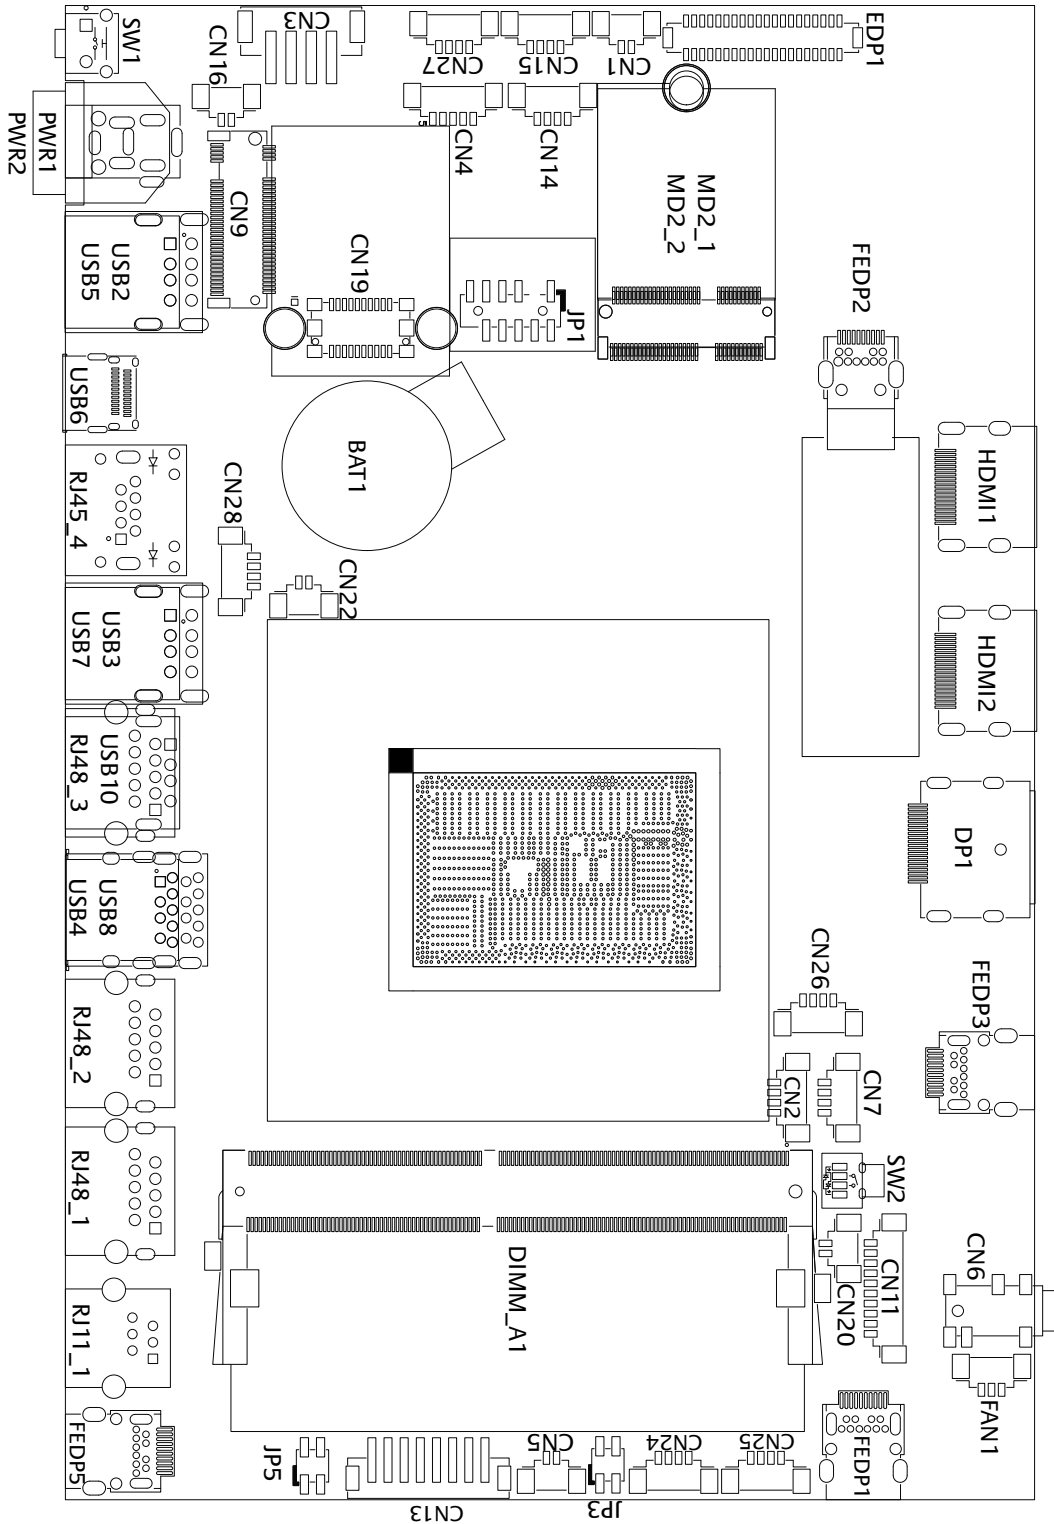 SW1
CN3
CN16
CN27
CN15
CN1
EDP1
PWR1
PWR2
5
CN4
CN14
CN9
MD2_1
MD2_2
USB2
USB5
CN19
JP1
FEDP2
USB6
BAT1
RJ45_4
CN28
HDMI1
CN22
USB3
USB7
HDMI2
USB10
RJ48_3
DP1
USB8
USB4
CN26
FEDP3
RJ48_2
CN2
CN7
RJ48_1
SW2
DIMM_A1
CN20
CN11
CN6
RJ11_1
FAN1
FEDP5
JP5
CN13
CN5
JP3
CN24
CN25
FEDP1